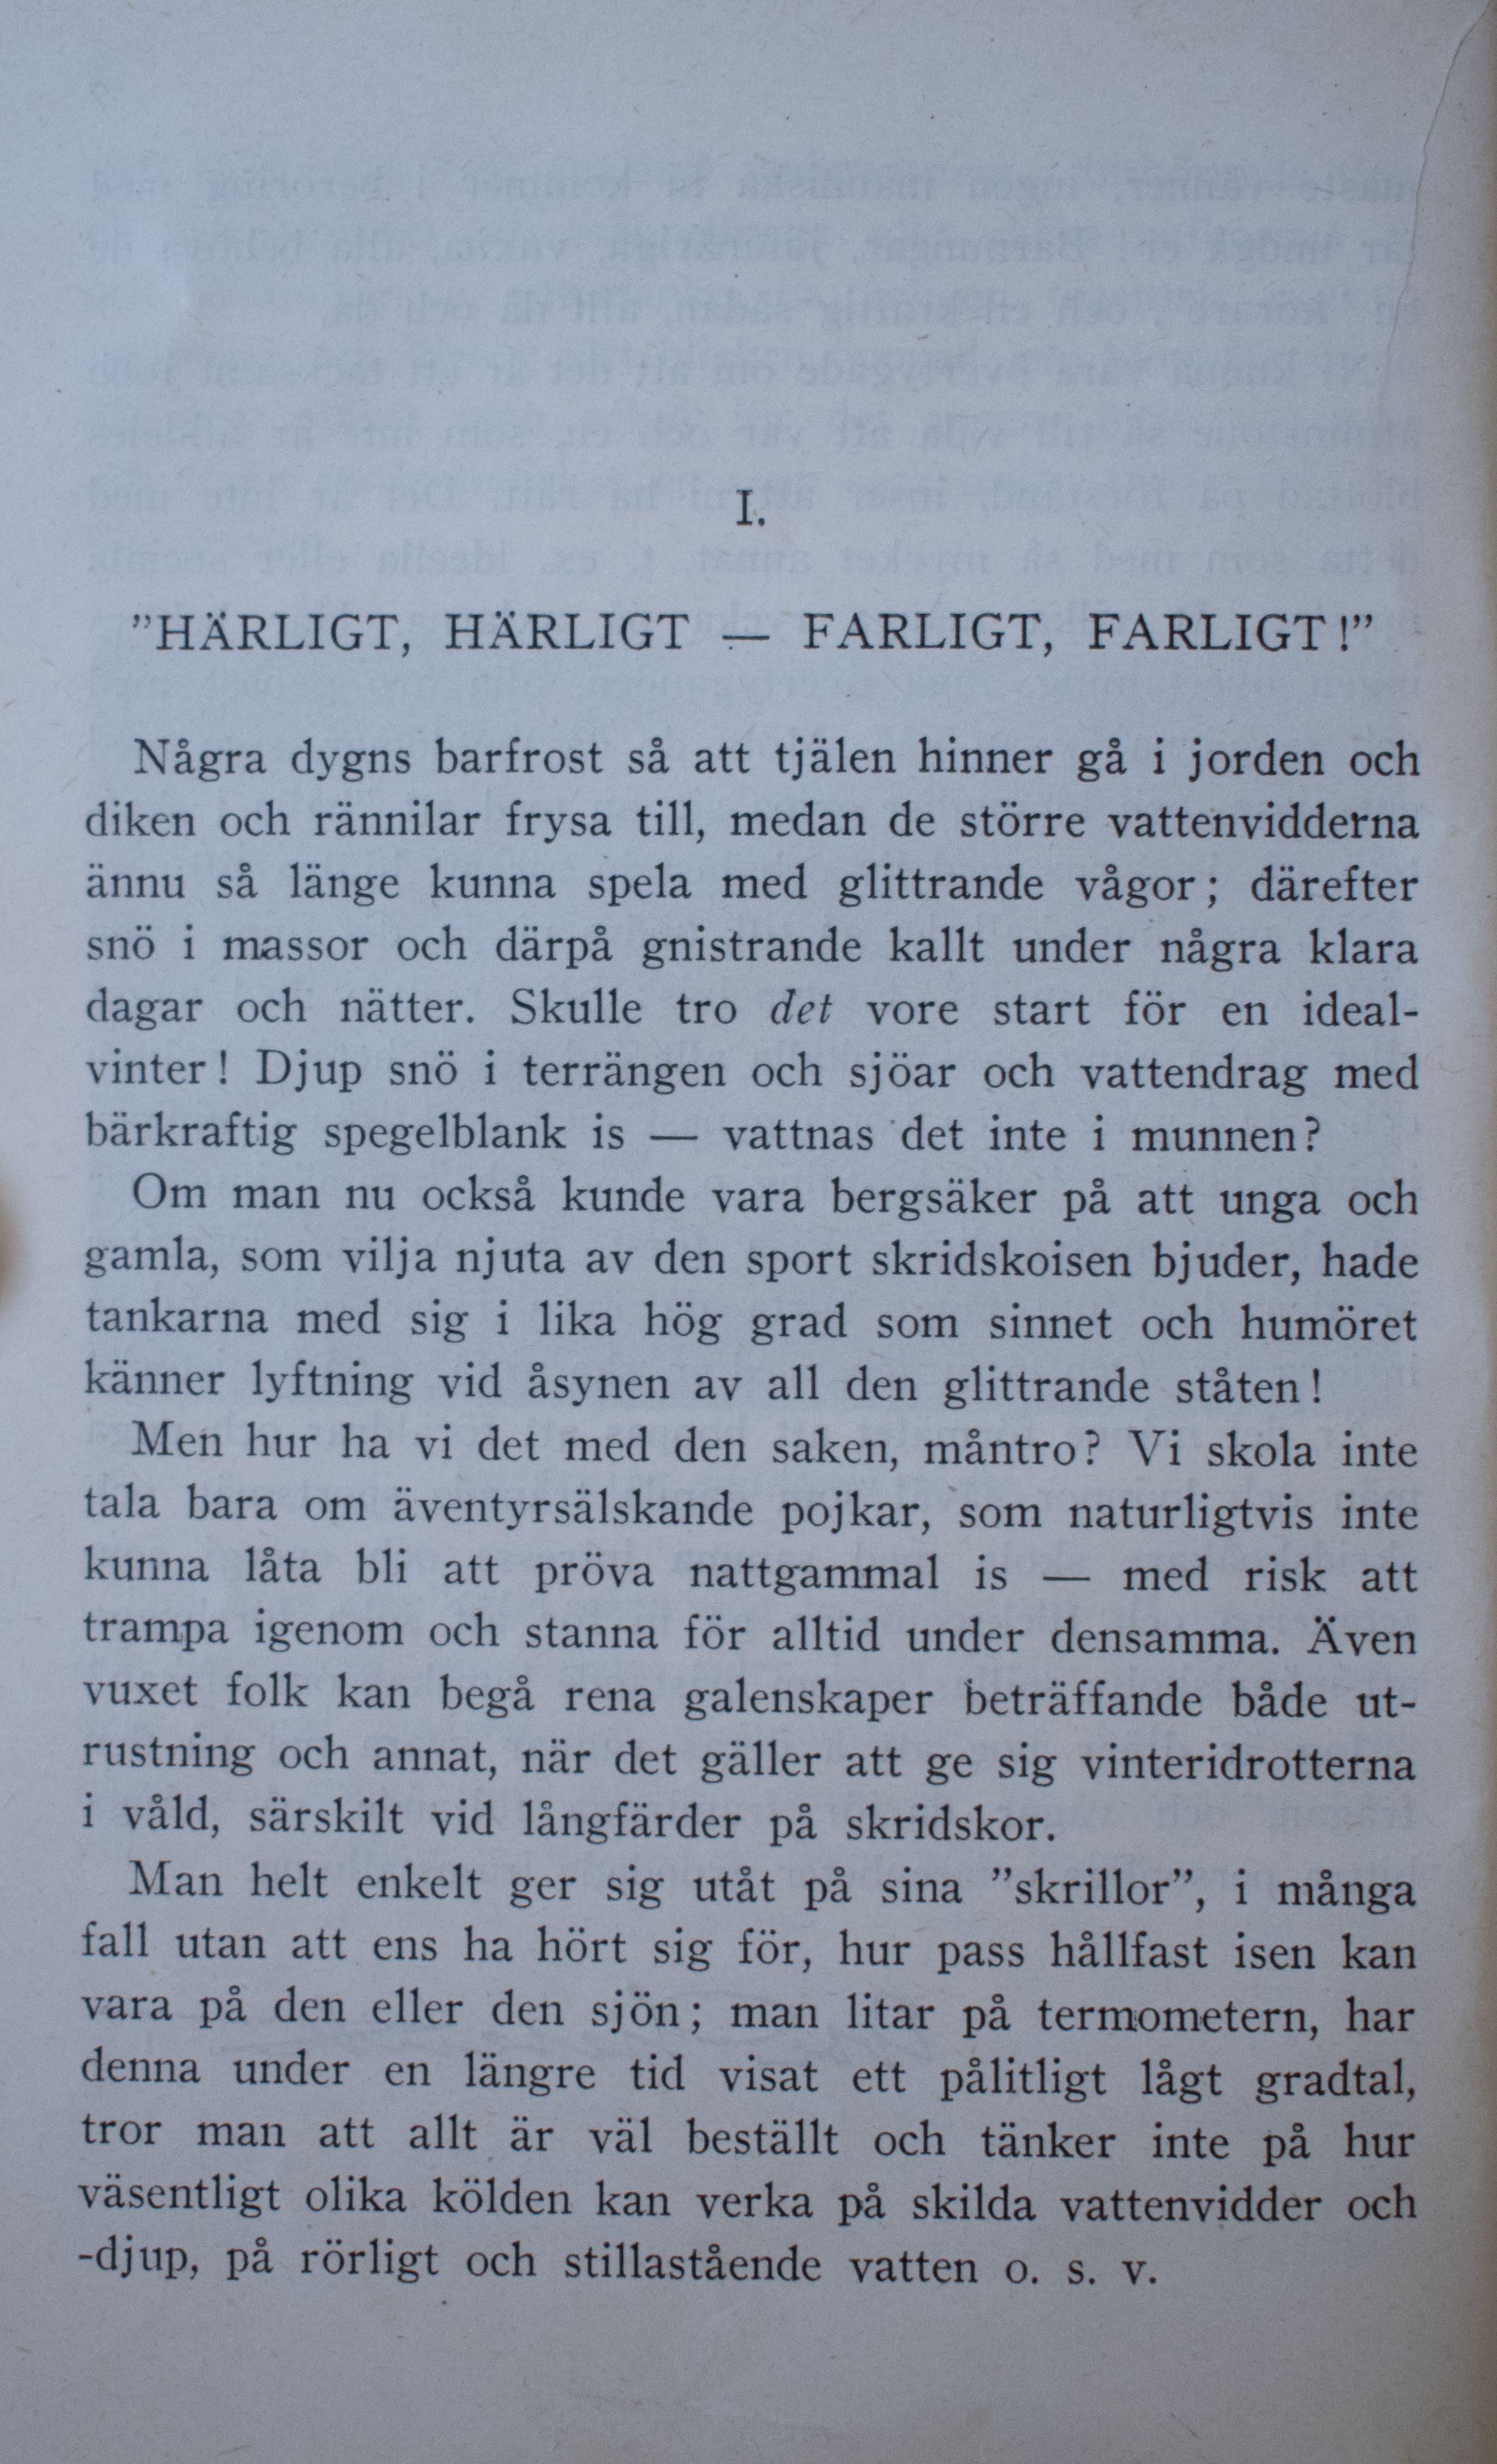 I.
”HÄRLIGT, HÄRLIGT — FARLIGT, FARLIGT!”
Några dygns barfrost så att tjälen hinner gå i jorden och
diken och rännilar frysa till, medan de större vattenvidderna
ännu så länge kunna spela med glittrande vågor; därefter
snö i massor och därpå gnistrande kallt under några klara
dagar och nätter. Skulle tro det vore start för en ideal-
vinter! Djup snö i terrängen och sjöar och vattendrag med
bärkraftig spegelblank is — vattnas det inte i munnen?
Om man nu också kunde vara bergsäker på att unga och
gamla, som vilja njuta av den sport skridskoisen bjuder, hade
tankarna med sig i lika hög grad som sinnet och humöret
känner lyftning vid åsynen av all den glittrande ståten!
Men hur ha vi det med den saken, måntro? Vi skola inte
tala bara om äventyrsälskande pojkar, som naturligtvis inte
kunna låta bli att pröva nattgammal is — med risk att
trampa igenom och stanna för alltid under densamma. Även
vuxet folk kan begå rena galenskaper beträffande både ut-
rustning och annat, när det gäller att ge sig vinteridrotterna
i våld, särskilt vid långfärder på skridskor.
Man helt enkelt ger sig utåt på sina ”skrillor”, i många
fall utan att ens ha hört sig för, hur pass hållfast isen kan
vara på den eller den sjön; man litar på termometern, har
denna under en längre tid visat ett pålitligt lågt gradtal,
tror man att allt är väl beställt och tänker inte på hur
väsentligt olika kölden kan verka på skilda vattenvidder och
-djup, på rörligt och stillastående vatten o. s. v.